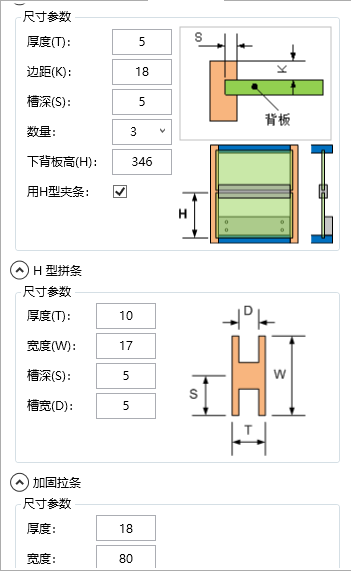 尺寸参数
厚度(T): 5
边距(K): 18
槽深(S): 5
数量: 3
下背板高(H): 346
用H型夹条:
S
K
背板
H
H 型拼条
尺寸参数
厚度(T): 10
宽度(W): 17
槽深(S): 5
槽宽(D): 5
D
W
S
T
加固拉条
尺寸参数
厚度: 18
宽度: 80